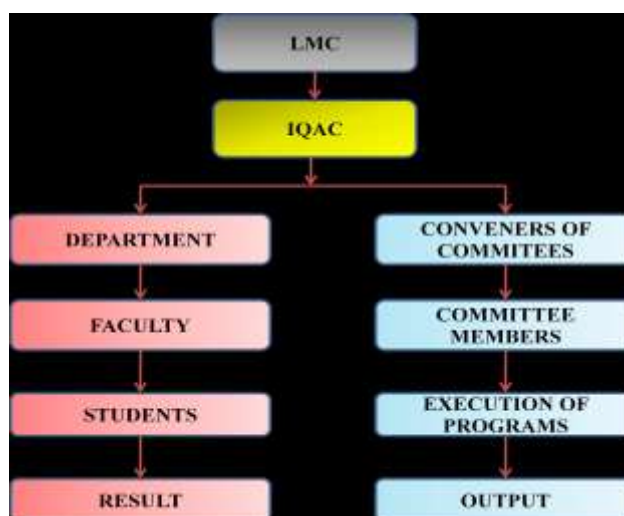 LMC
IQAC
DEPARTMENT
FACULTY
STUDENTS
RESULT
CONVENERS OF
COMMITEES
COMMITTEE
MEMBERS
EXECUTION OF
PROGRAMS
OUTPUT